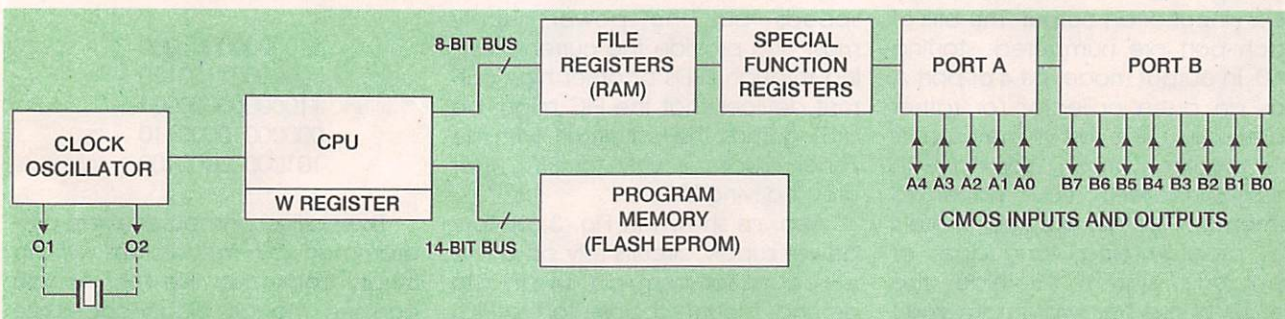 CLOCK
OSCILLATOR
O1 O2
CPU
W REGISTER
8-BIT BUS
14-BIT BUS
FILE
REGISTERS
(RAM)
SPECIAL
FUNCTION
REGISTERS
PORT A
PORT B
A4 A3 A2 A1 A0
B7 B6 B5 B4 B3 B2 B1 B0
CMOS INPUTS AND OUTPUTS
PROGRAM
MEMORY
(FLASH EPROM)